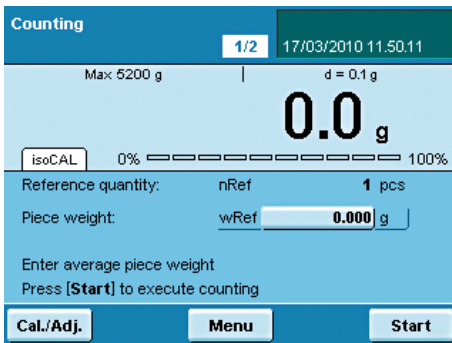 Counting
1/2 17/03/2010 11.50.11
Max 5200 g d = 0.1 g
0.0 g
isoCAL 0% 100%
Reference quantity: nRef 1 pcs
Piece weight: wRef 0.000 g
Enter average piece weight
Press [Start] to execute counting
Cal./Adj. Menu Start